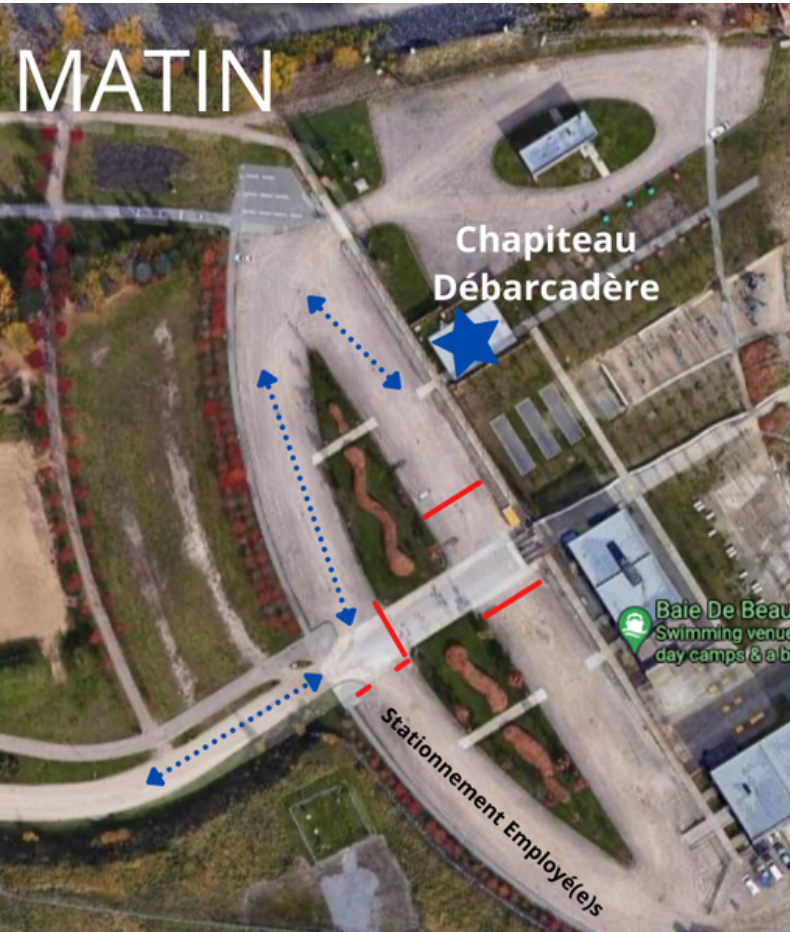 MATIN
Chapiteau
Débarcadère
Baie De Beau
Swimming venue
day camps & a b
Stationnement Employé(e)s